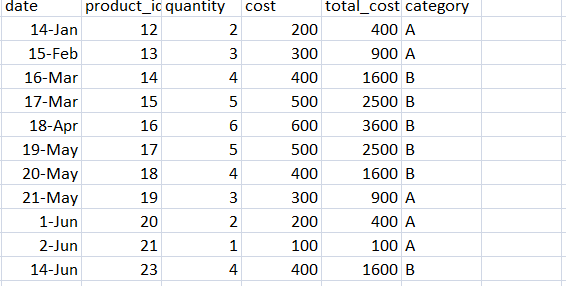 date product_id quantity cost total_cost category
14-Jan 12 2 200 400 A
15-Feb 13 3 300 900 A
16-Mar 14 4 400 1600 B
17-Mar 15 5 500 2500 B
18-Apr 16 6 600 3600 B
19-May 17 5 500 2500 B
20-May 18 4 400 1600 B
21-May 19 3 300 900 A
1-Jun 20 2 200 400 A
2-Jun 21 1 100 100 A
14-Jun 23 4 400 1600 B